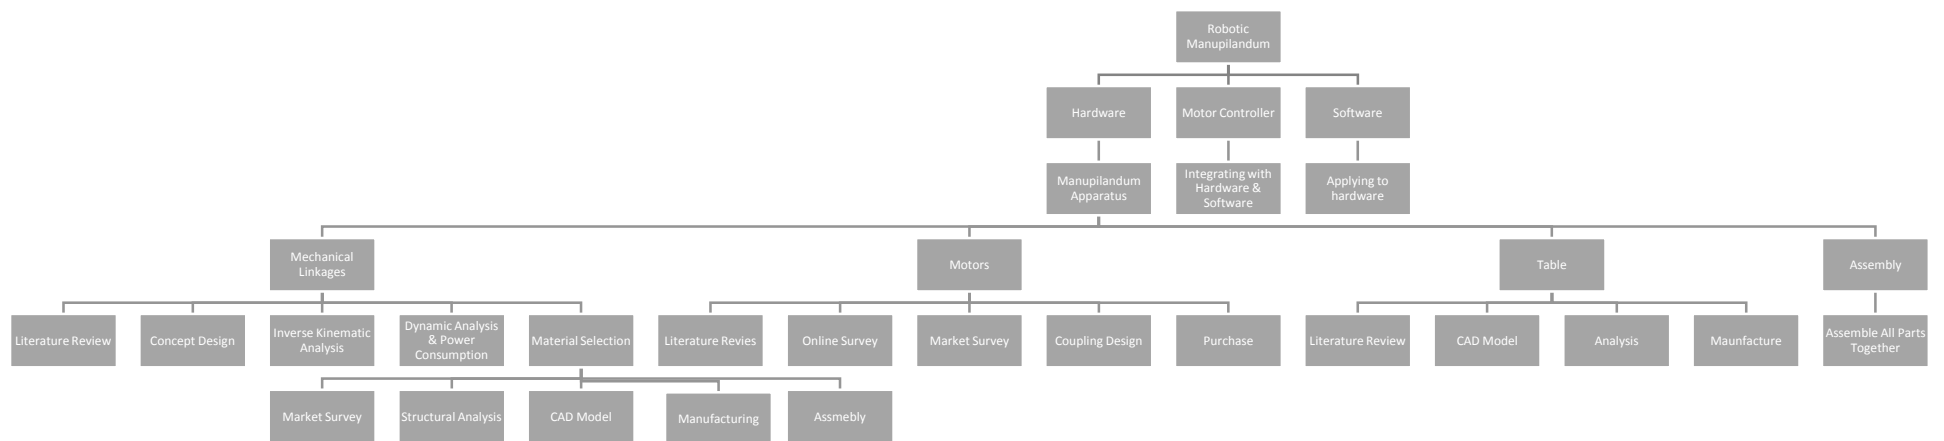 Robotic
Manupilandum
Hardware
Motor Controller
Software
Manupilandum
Apparatus
Integrating with
Hardware &
Software
Applying to
hardware
Mechanical
Linkages
Motors
Table
Assembly
Literature Review
Concept Design
Inverse Kinematic
Analysis
Dynamic Analysis
& Power
Consumption
Material Selection
Literature Revies
Online Survey
Market Survey
Coupling Design
Purchase
Literature Review
CAD Model
Analysis
Maunfacture
Assemble All Parts
Together
Market Survey
Structural Analysis
CAD Model
Manufacturing
Assmebly